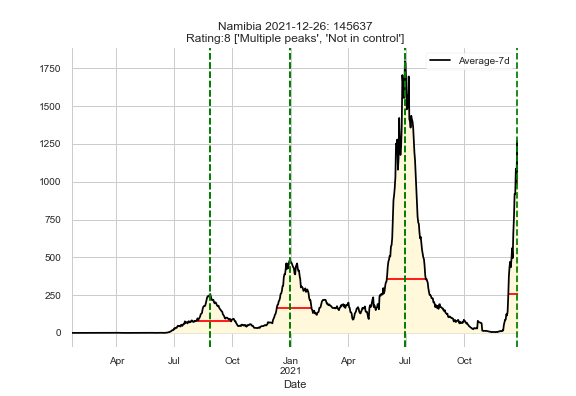 Namibia 2021-12-26: 145637
Rating:8 ['Multiple peaks', 'Not in control']
Average-7d
1750
1500
1250
1000
750
500
250
0
Apr Jul Oct Jan Apr Jul Oct
2021
Date